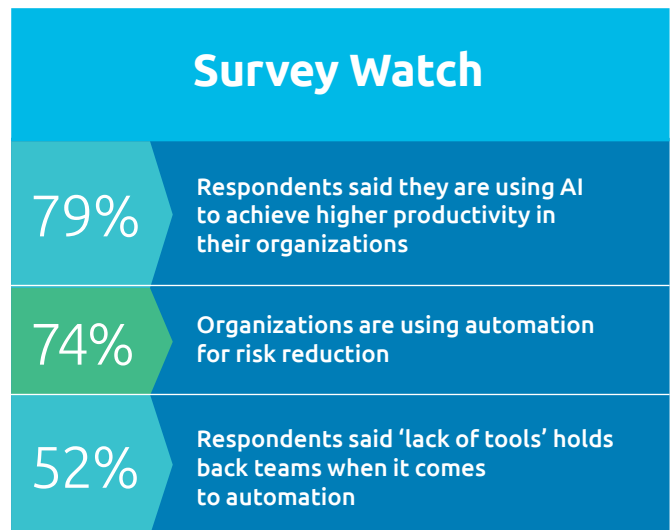 Survey Watch
79%
Respondents said they are using AI
to achieve higher productivity in
their organizations
74%
Organizations are using automation
for risk reduction
52%
Respondents said ‘lack of tools’ holds
back teams when it comes
to automation